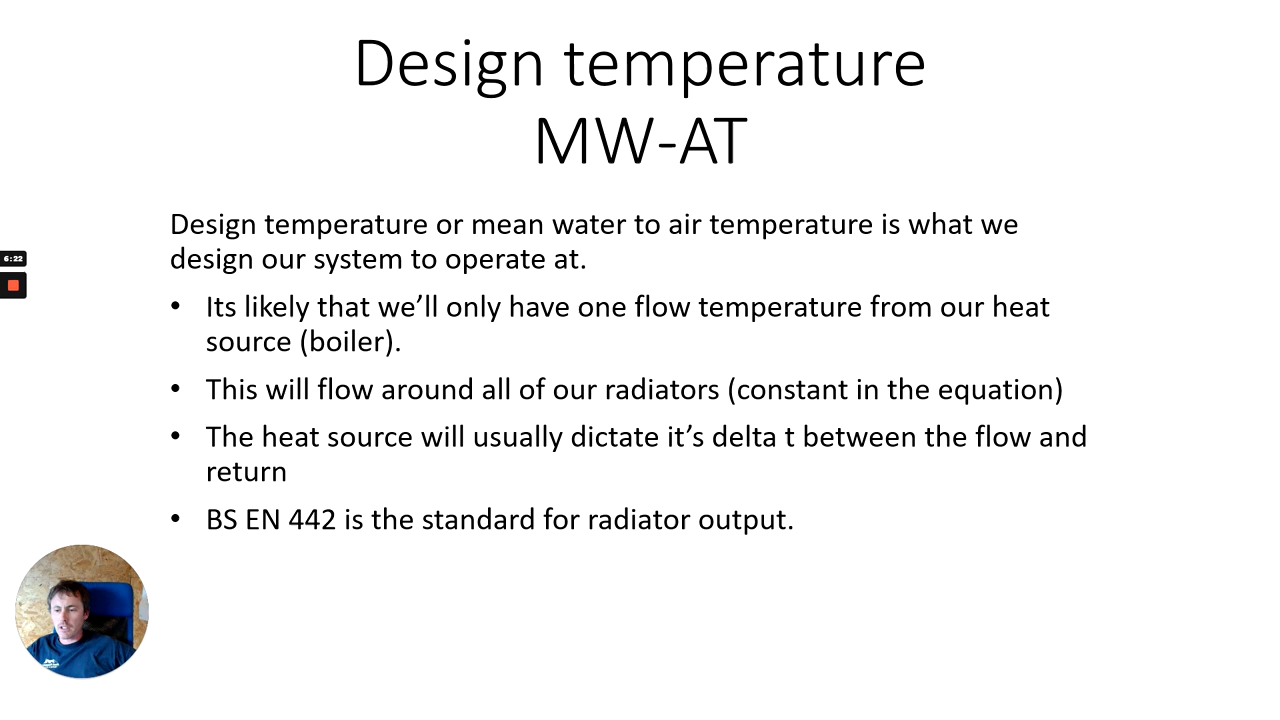 Design temperature
MW-AT
Design temperature or mean water to air temperature is what we
design our system to operate at.
• Its likely that we’ll only have one flow temperature from our heat
source (boiler).
• This will flow around all of our radiators (constant in the equation)
• The heat source will usually dictate it’s delta t between the flow and
return
• BS EN 442 is the standard for radiator output.
6:22